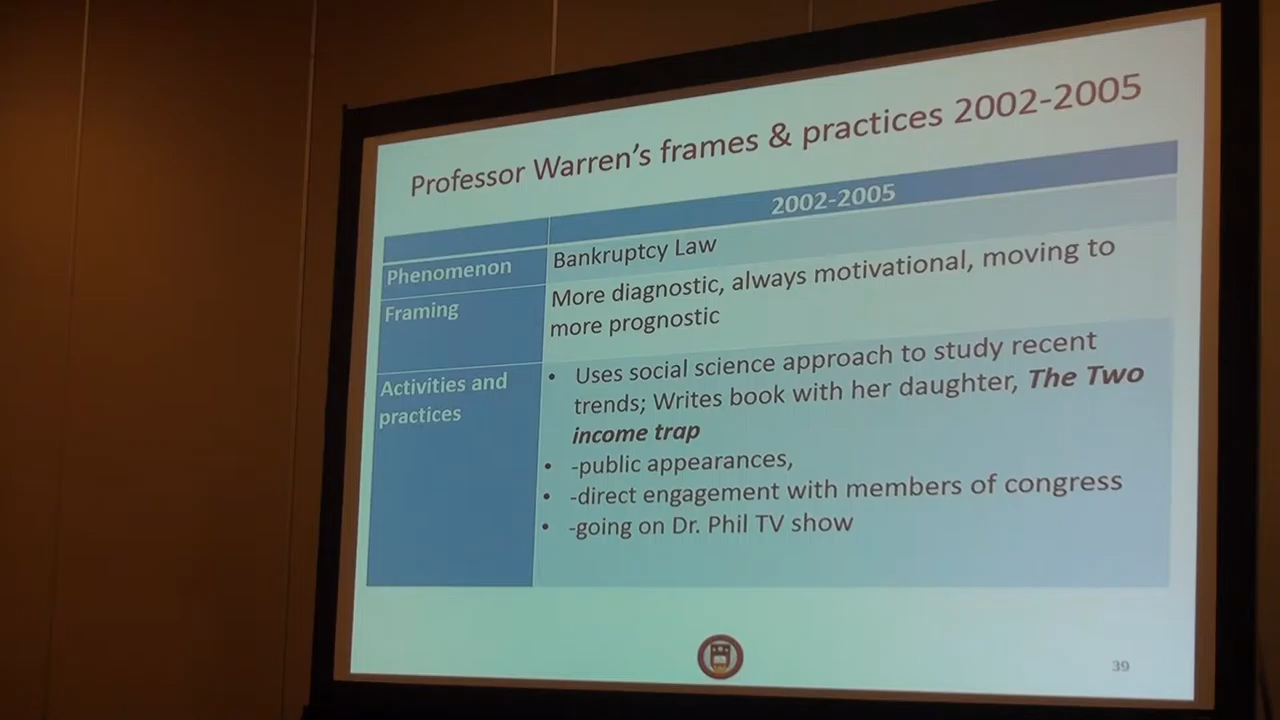 Professor Warren's frames & practices 2002-2005
2002-2005
Phenomenon
Bankruptcy Law
Framing
More diagnostic, always motivational, moving to
more prognostic
Activities and
practices
• Uses social science approach to study recent
trends; Writes book with her daughter, The Two
income trap
• -public appearances,
• -direct engagement with members of congress
• -going on Dr. Phil TV show
39